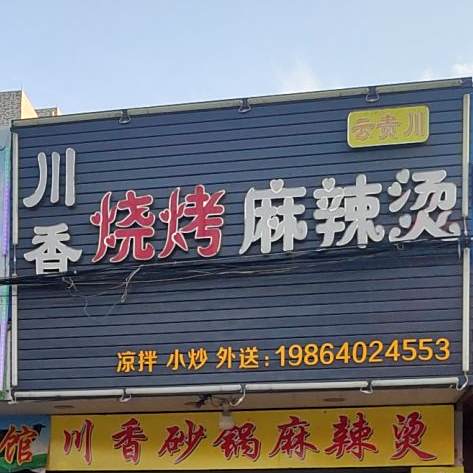 云贵川
川香烧烤麻辣烫
凉拌 小炒 外送:19864024553
馆
川香砂锅麻辣烫